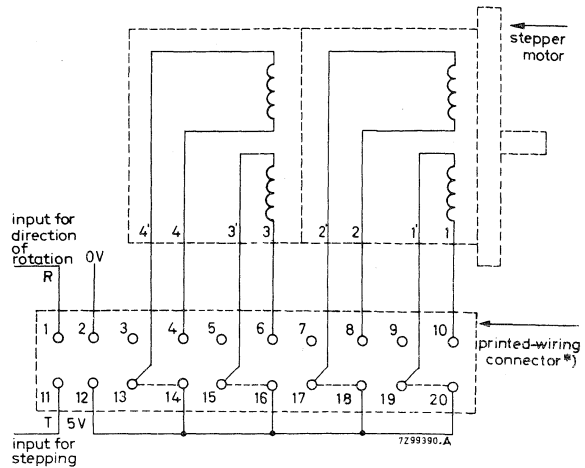 stepper
motor
4' 4 3' 3 2' 2 1' 1
input for
direction
of
rotation
R
0V
1 2 3 4 5 6 7 8 9 10
printed-wiring
connector*)
11 12 13 14 15 16 17 18 19 20
T 5V
input for
stepping
7Z99390.A